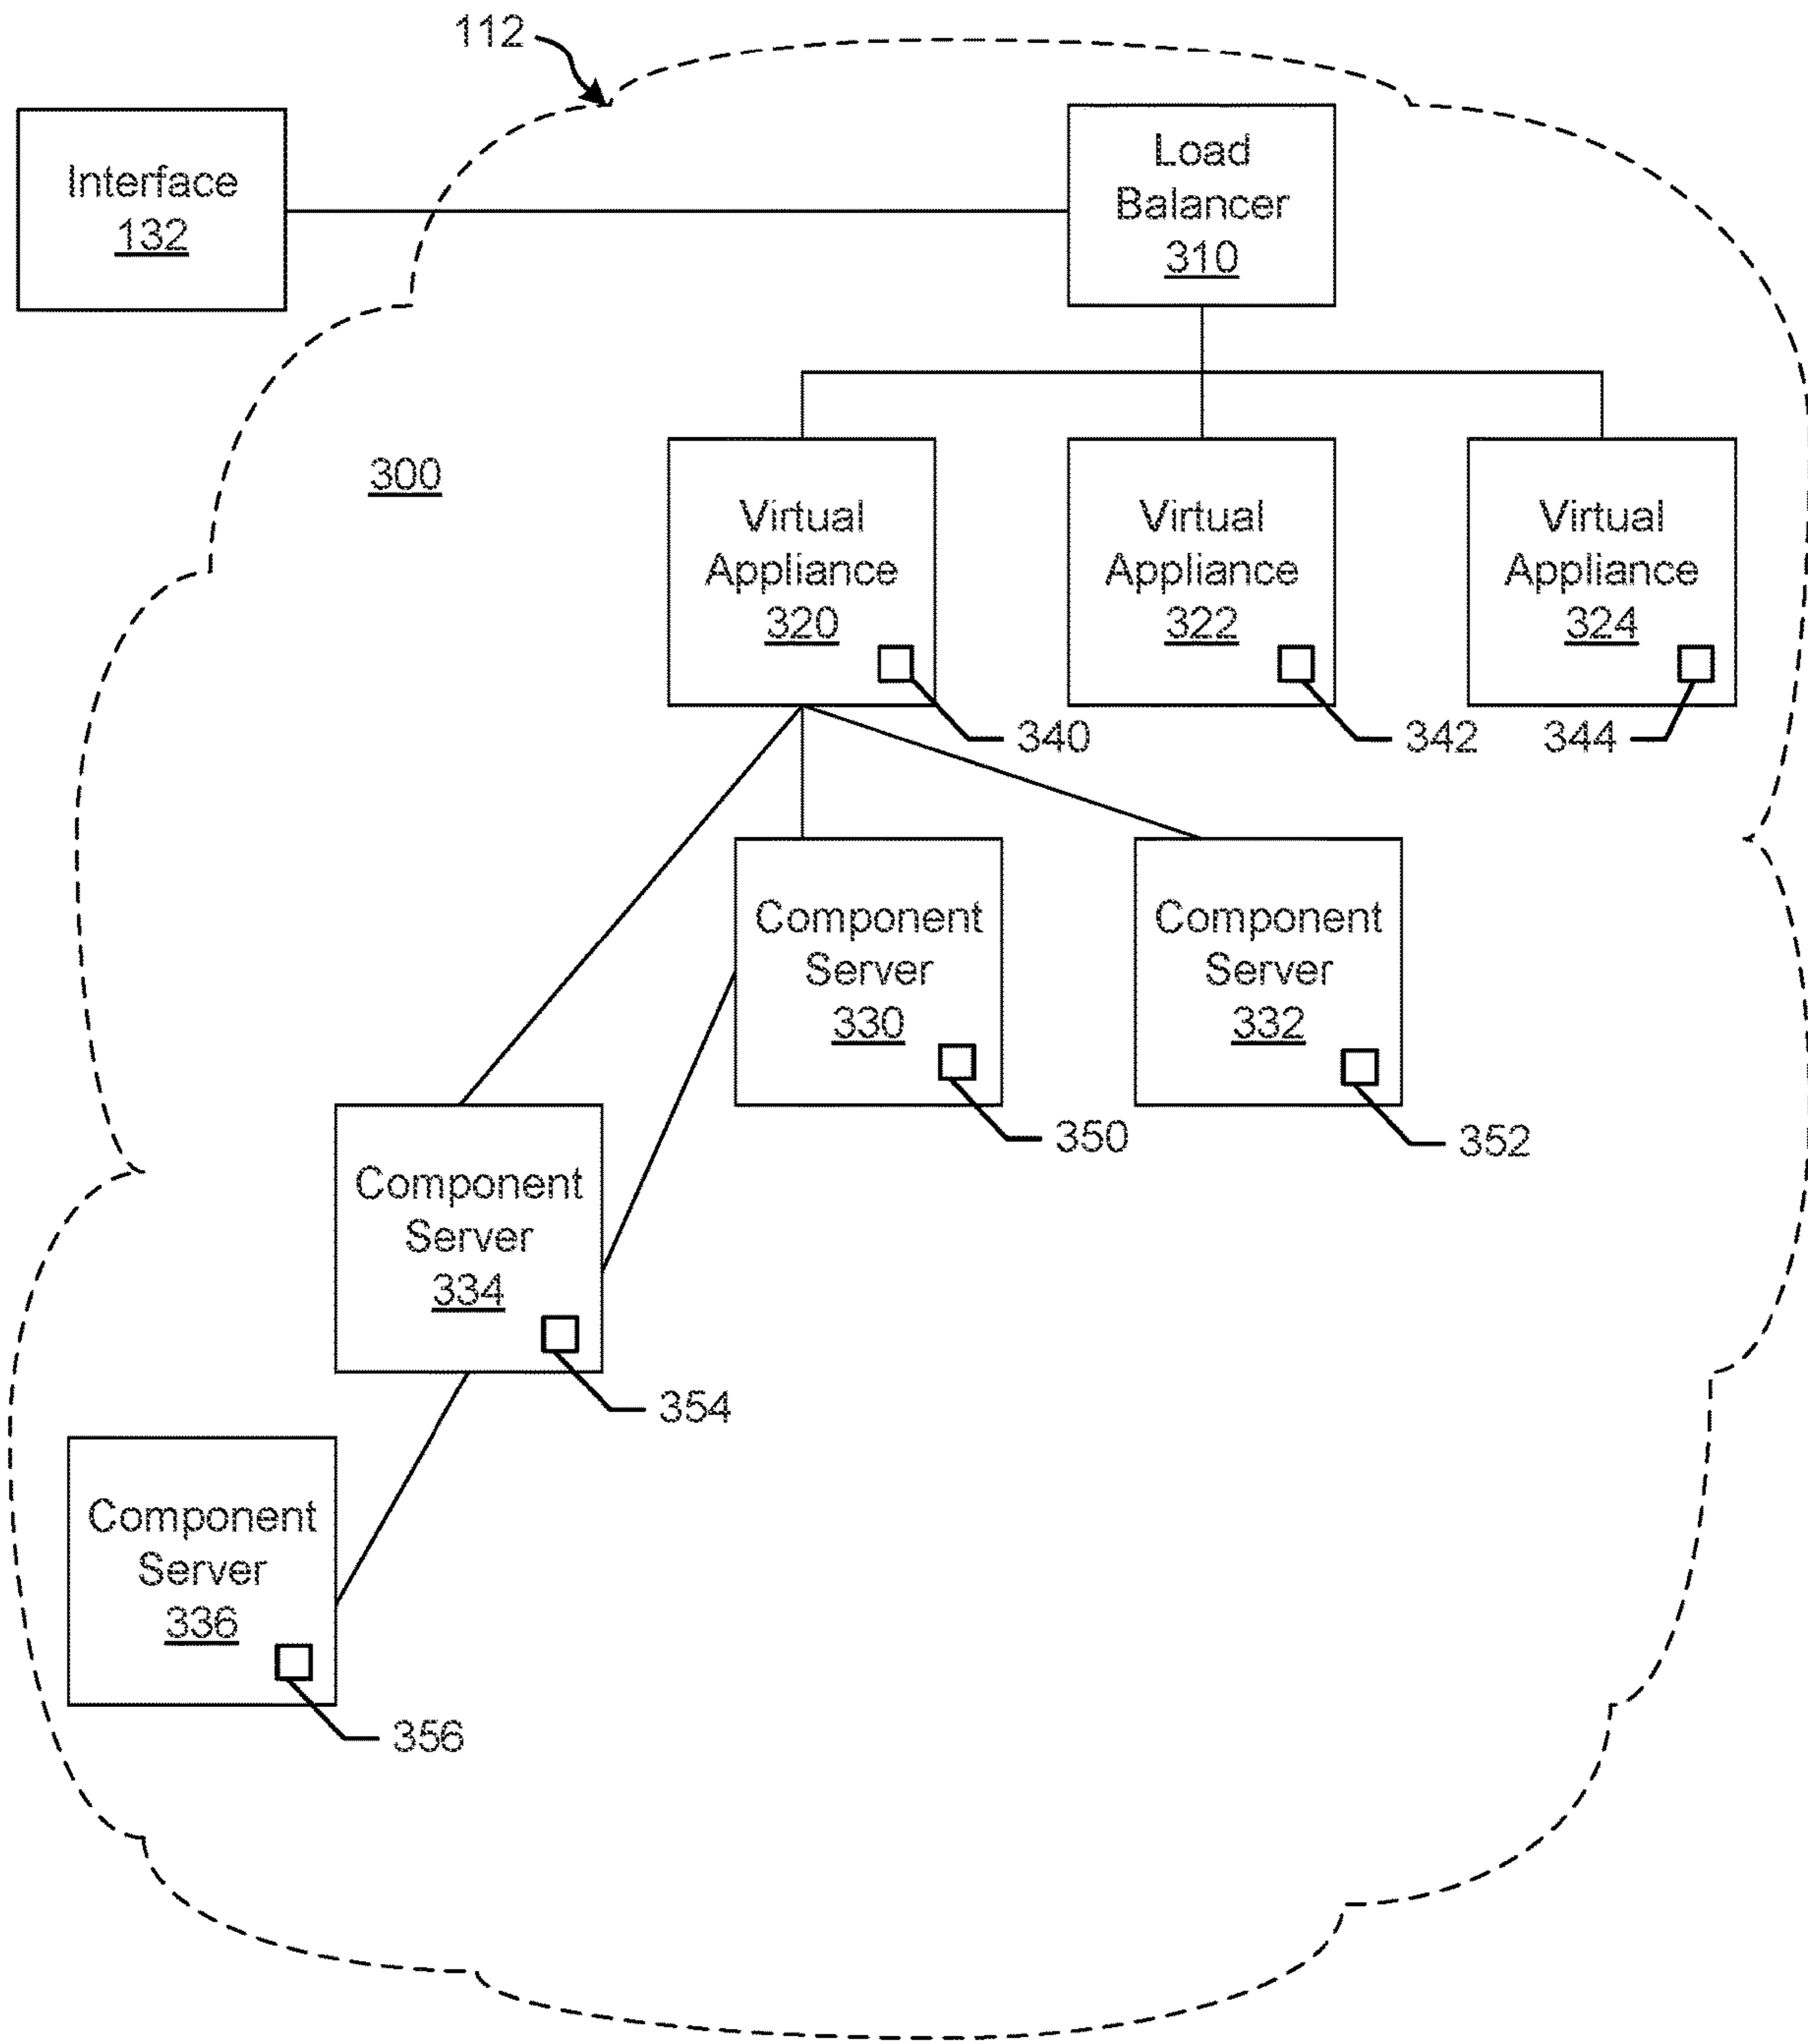 112
Interface
132
Load
Balancer
310
300
Virtual
Appliance
320
Virtual
Appliance
322
Virtual
Appliance
324
340
342
344
Component
Server
330
Component
Server
332
350
352
Component
Server
334
354
Component
Server
336
356